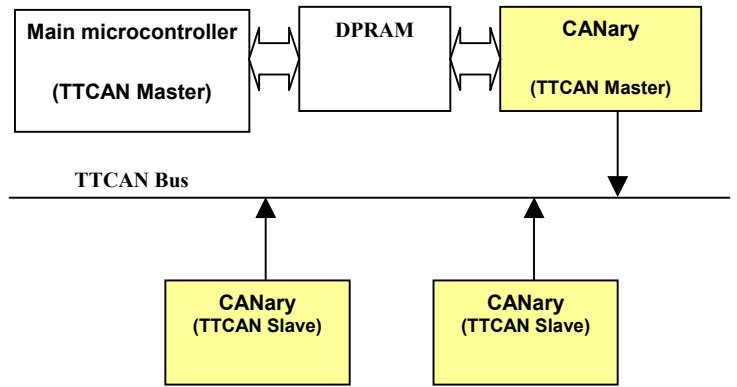 Main microcontroller
(TTCAN Master)
DPRAM
CANary
(TTCAN Master)
TTCAN Bus
CANary
(TTCAN Slave)
CANary
(TTCAN Slave)